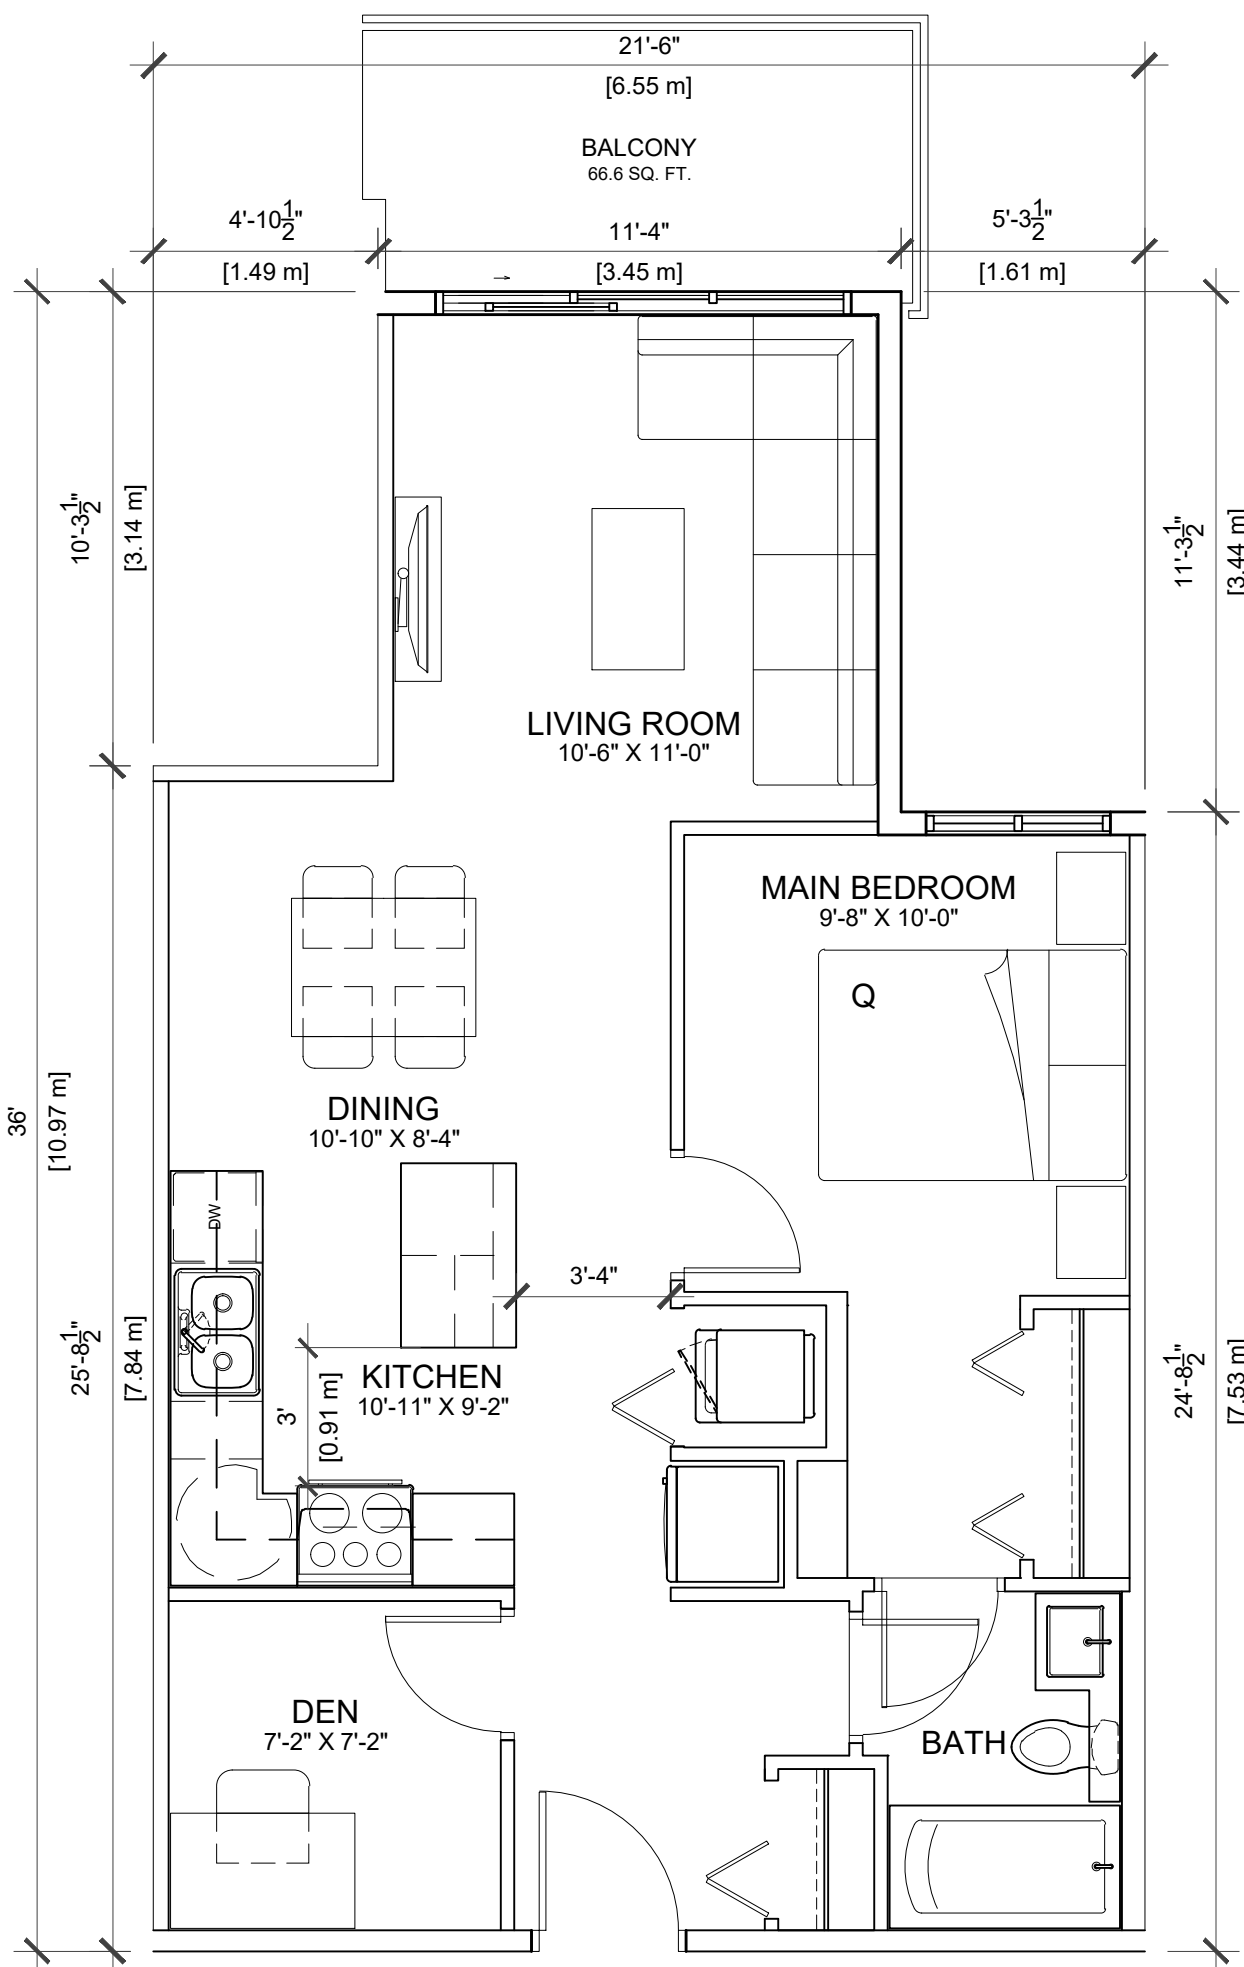 21'-6"
[6.55 m]
BALCONY
66.6 SQ. FT.
4'-10 1/2"
11'-4"
5'-3 1/2"
[1.49 m]
[3.45 m]
[1.61 m]
10'-3 1/2"
[3.14 m]
11'-3 1/2"
[3.44 m]
LIVING ROOM
10'-6" X 11'-0"
MAIN BEDROOM
9'-8" X 10'-0"
Q
36'
[10.97 m]
DINING
10'-10" X 8'-4"
DW
3'-4"
25'-8 1/2"
[7.84 m]
KITCHEN
10'-11" X 9'-2"
3'
[0.91 m]
24'-8 1/2"
[7.53 m]
DEN
7'-2" X 7'-2"
BATH